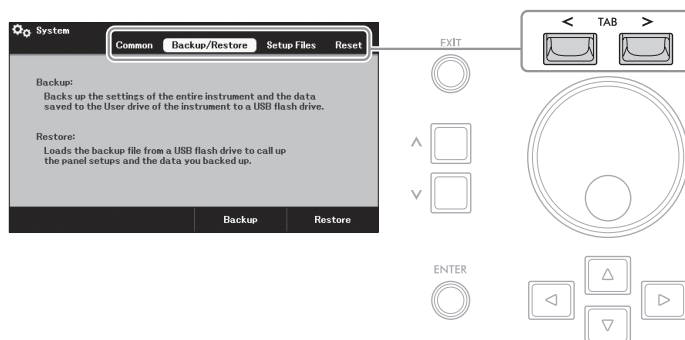 System
Common Backup/Restore Setup Files Reset
Backup:
Backs up the settings of the entire instrument and the data
saved to the User drive of the instrument to a USB flash drive.
Restore:
Loads the backup file from a USB flash drive to call up
the panel setups and the data you backed up.
Backup Restore
EXIT
< TAB >
ENTER